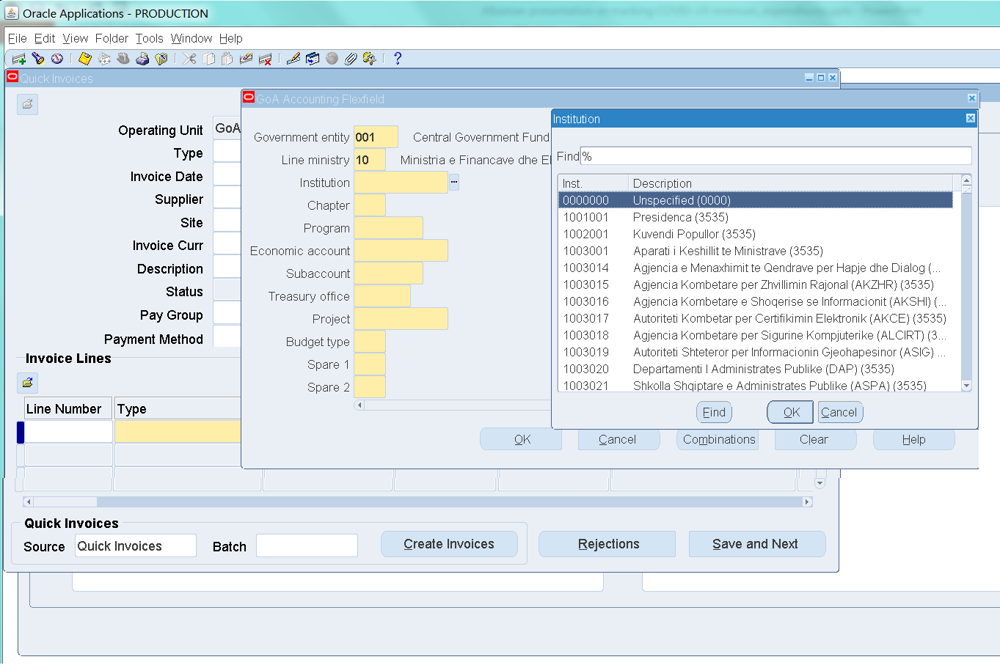 Oracle Applications - PRODUCTION
File Edit View Folder Tools Window Help
Quick Invoices
Operating Unit GoA
Type
Invoice Date
Supplier
Site
Invoice Curr
Description
Status
Pay Group
Payment Method
Invoice Lines
Line Number Type
Quick Invoices
Source Quick Invoices Batch Create Invoices Rejections Save and Next
GoA Accounting Flexfield
Government entity 001 Central Government Fund
Line ministry 10 Ministria e Financave dhe
Institution ...
Chapter
Program
Economic account
Subaccount
Treasury office
Project
Budget type
Spare 1
Spare 2
OK Cancel Combinations Clear Help
Institution
Find %
Inst. Description
0000000 Unspecified (0000)
1001001 Presidenca (3535)
1002001 Kuvendi Popullor (3535)
1003001 Aparati i Keshillit te Ministrave (3535)
1003014 Agjencia e Menaxhimit te Qendrave per Hapje dhe Dialog (...
1003015 Agjencia Kombetare per Zhvillimin Rajonal (AKZHR) (3535)
1003016 Agjencia Kombetare e Shoqerise se Informacionit (AKSHI) (...
1003017 Autoriteti Kombetar per Certifikimin Elektronik (AKCE) (3535)
1003018 Agjencia Kombetare per Sigurine Kompjuterike (ALCIRT) (3...
1003019 Autoriteti Shteteror per Informacionin Gjeohapesinor (ASIG) ...
1003020 Departamenti I Administrates Publike (DAP) (3535)
1003021 Shkolla Shqiptare e Administrates Publike (ASPA) (3535)
Find OK Cancel